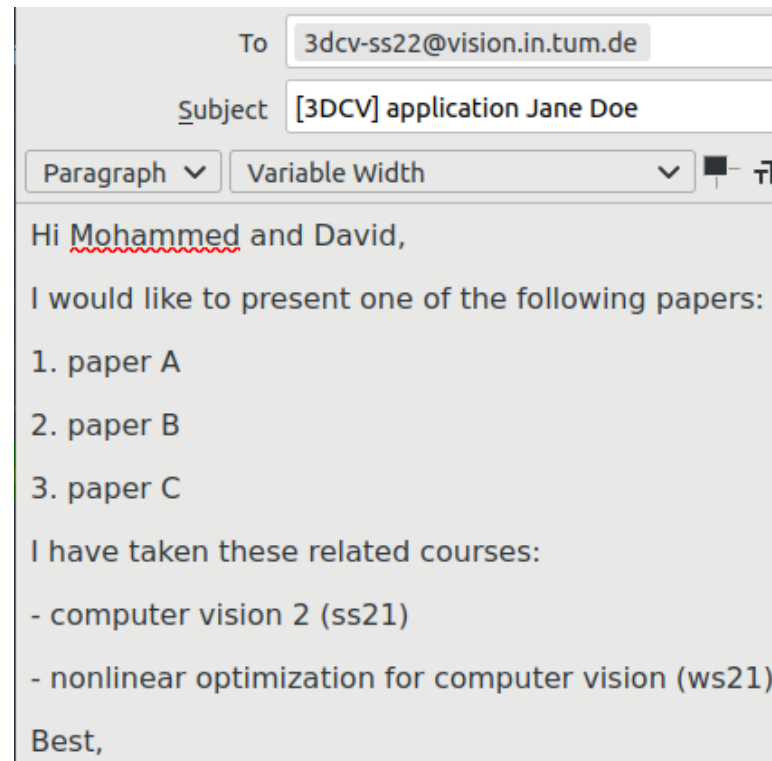 To 3dcv-ss22@vision.in.tum.de
Subject [3DCV] application Jane Doe
Paragraph Variable Width
Hi Mohammed and David,
I would like to present one of the following papers:
1. paper A
2. paper B
3. paper C
I have taken these related courses:
- computer vision 2 (ss21)
- nonlinear optimization for computer vision (ws21)
Best,